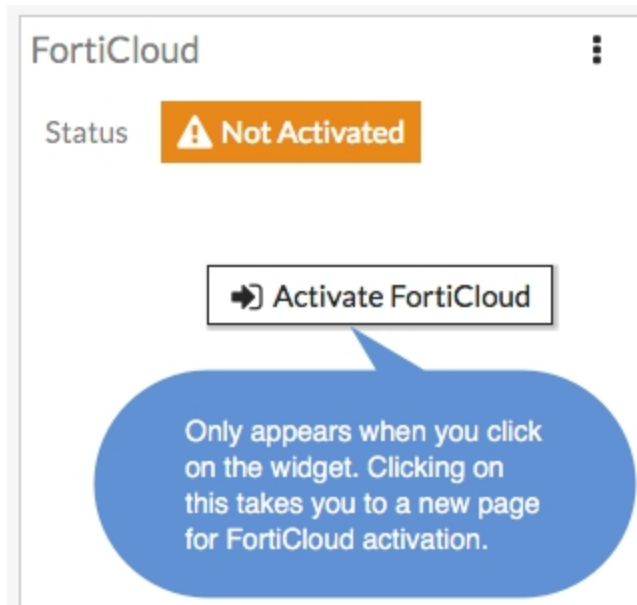 FortiCloud
Status
Not Activated
Activate FortiCloud
Only appears when you click
on the widget. Clicking on
this takes you to a new page
for FortiCloud activation.